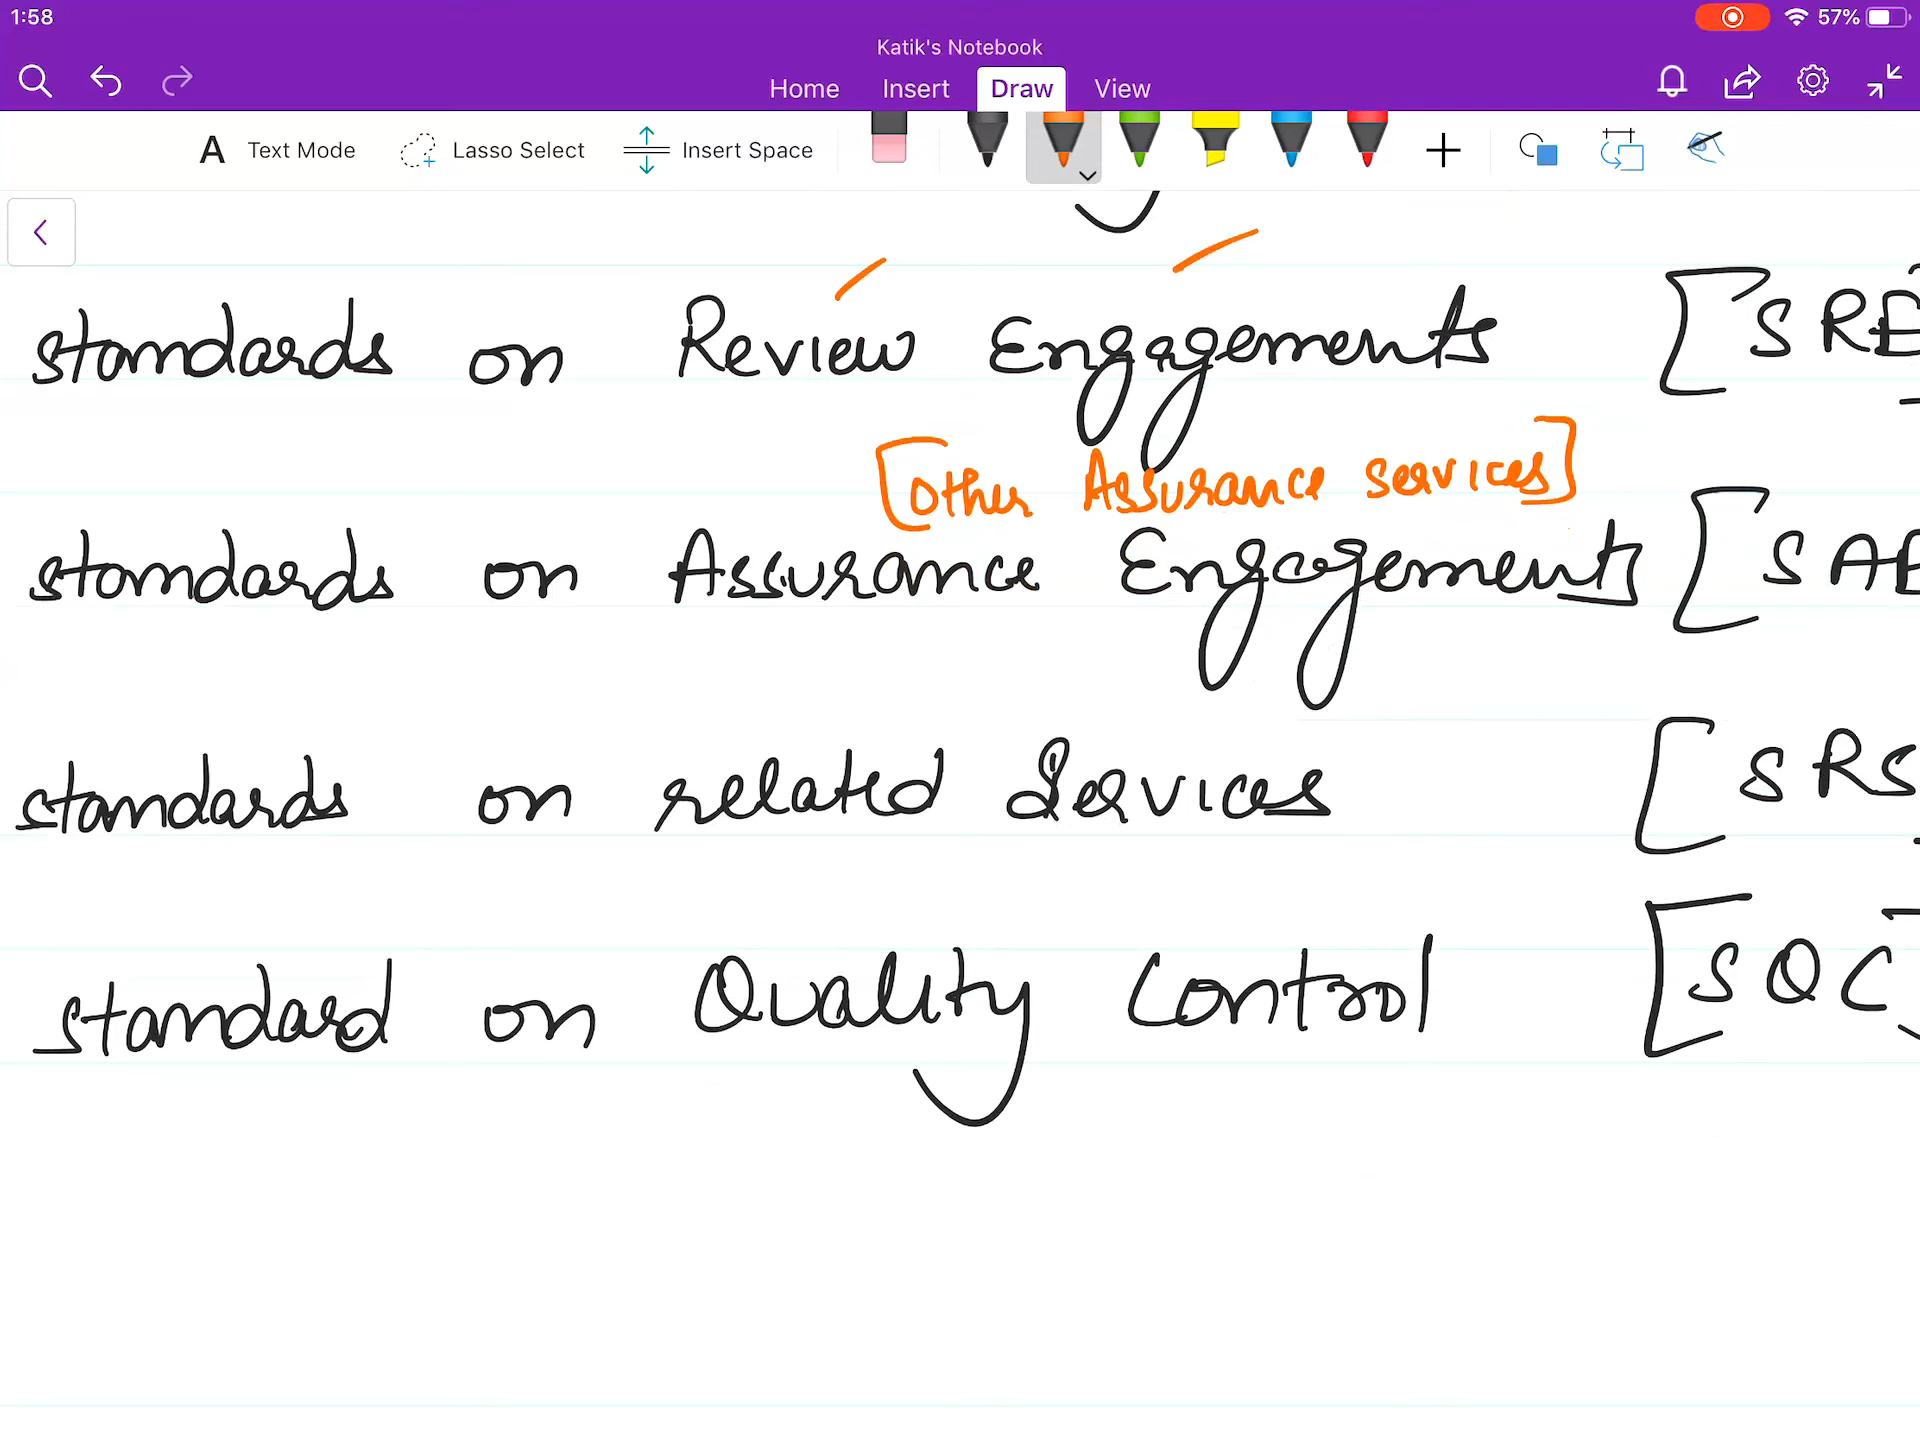 1:58
57%
Katik's Notebook
Home Insert Draw View
A Text Mode Lasso Select Insert Space
standards on Review Engagements [SRE
[other Assurance services]
standards on Assurance Engagements [SAE
standards on related Services [SRS
standard on Quality Control [SQC